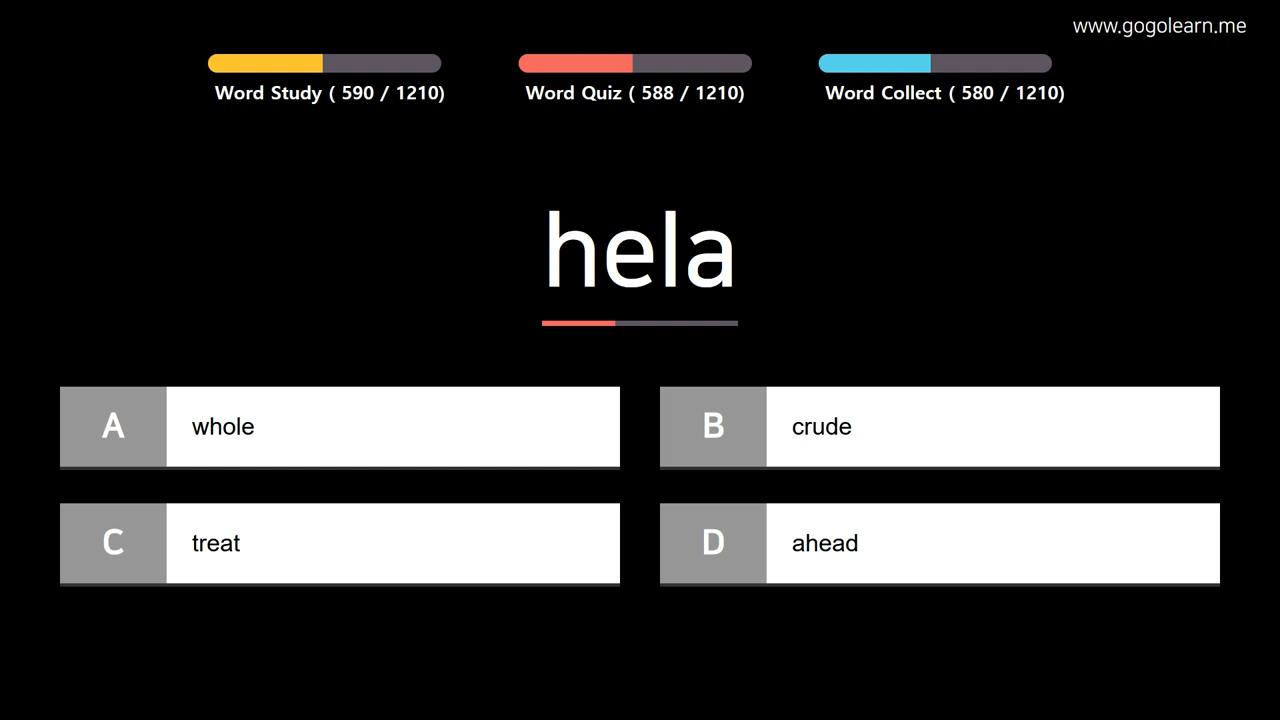 www.gogolearn.me
Word Study ( 590 / 1210)
Word Quiz ( 588 / 1210)
Word Collect ( 580 / 1210)
hela
A
whole
B
crude
C
treat
D
ahead